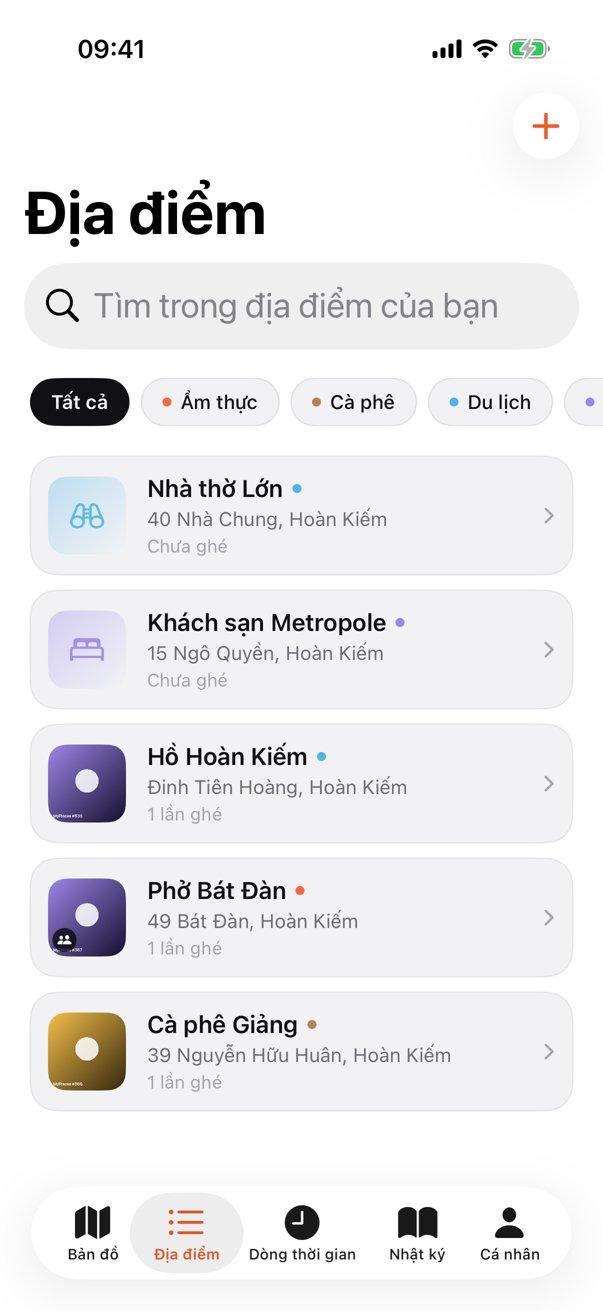 09:41
Địa điểm
Tìm trong địa điểm của bạn
Tất cả
Ẩm thực
Cà phê
Du lịch
Nhà thờ Lớn
40 Nhà Chung, Hoàn Kiếm
Chưa ghé
Khách sạn Metropole
15 Ngô Quyền, Hoàn Kiếm
Chưa ghé
Hồ Hoàn Kiếm
Đinh Tiên Hoàng, Hoàn Kiếm
1 lần ghé
Phở Bát Đàn
49 Bát Đàn, Hoàn Kiếm
1 lần ghé
Cà phê Giảng
39 Nguyễn Hữu Huân, Hoàn Kiếm
1 lần ghé
Bản đồ
Địa điểm
Dòng thời gian
Nhật ký
Cá nhân